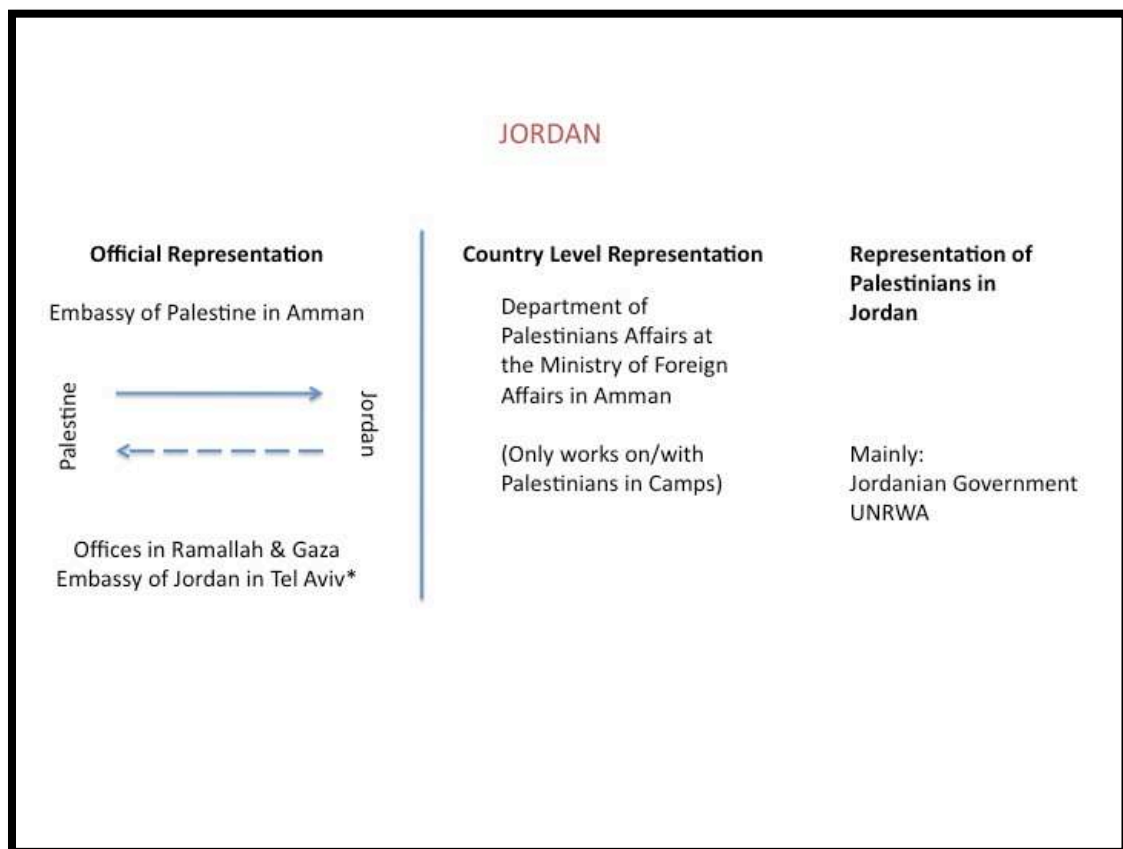 JORDAN
Official Representation
Embassy of Palestine in Amman
Palestine
Jordan
Offices in Ramallah & Gaza
Embassy of Jordan in Tel Aviv*
Country Level Representation
Department of
Palestinians Affairs at
the Ministry of Foreign
Affairs in Amman
(Only works on/with
Palestinians in Camps)
Representation of
Palestinians in
Jordan
Mainly:
Jordanian Government
UNRWA